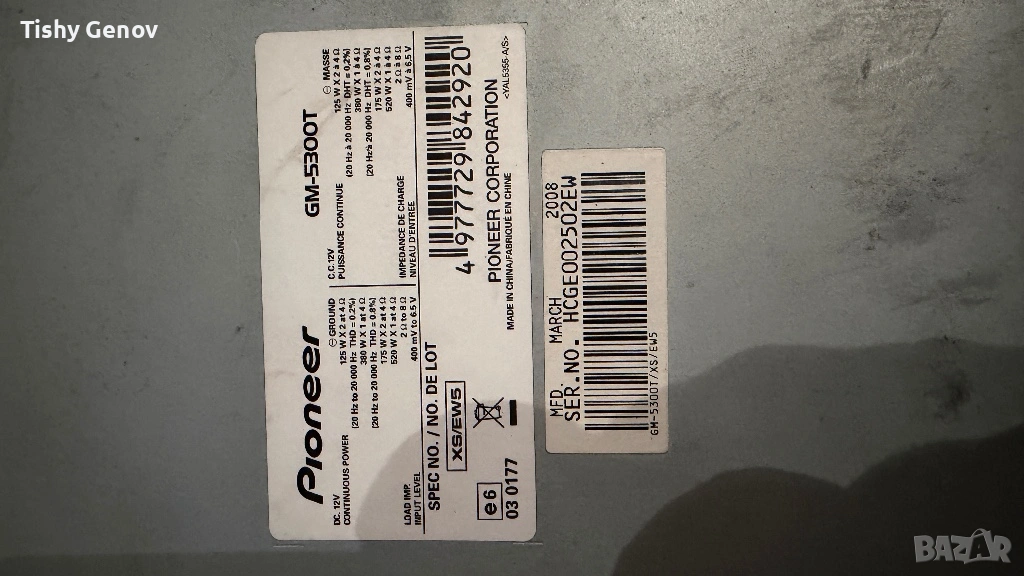 Tishy Genov
Pioneer GM-5300T
DC. 12V ⊖ GROUND
CONTINUOUS POWER 125 W X 2 at 4 Ω
(20 Hz to 20 000 Hz THD = 0.2%)
380 W X 1 at 4 Ω
(20 Hz to 20 000 Hz THD = 0.8%)
175 W X 2 at 4 Ω
520 W X 1 at 4 Ω
LOAD IMP. 2 Ω to 8 Ω
INPUT LEVEL 400 mV to 6.5 V
C.C. 12V ⊖ MASSE
PUISSANCE CONTINUE 125 W X 2 à 4 Ω
(20 Hz à 20 000 Hz DHT = 0.2%)
380 W X 1 à 4 Ω
(20 Hz à 20 000 Hz DHT = 0.8%)
175 W X 2 à 4 Ω
520 W X 1 à 4 Ω
IMPEDANCE DE CHARGE 2 Ω à 8 Ω
NIVEAU D'ENTRÉE 400 mV à 6.5 V
SPEC NO. / NO. DE LOT
XS/EW5
e6
03 0177
4 977729 842920
PIONEER CORPORATION
MADE IN CHINA/FABRIQUÉ EN CHINE
<YAL5355-A/S>
MFD. MARCH 2008
SER.NO. HCGE002502EW
GM-5300T/XS/EW5
BAZAR